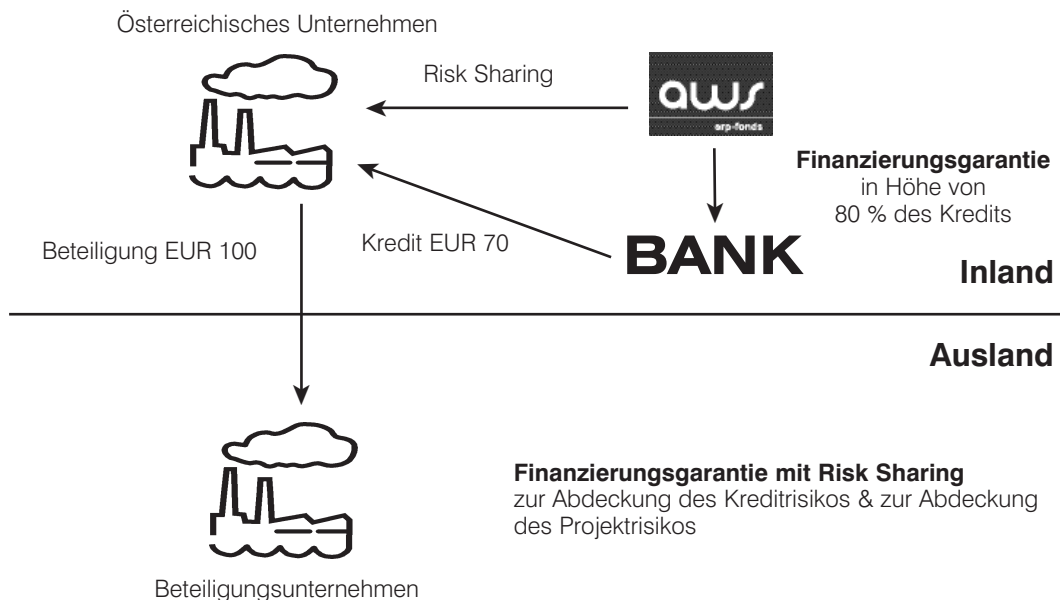 Österreichisches Unternehmen
Risk Sharing
aws
erp-fonds
Finanzierungsgarantie
in Höhe von
80 % des Kredits
Beteiligung EUR 100
Kredit EUR 70
BANK
Inland
Ausland
Finanzierungsgarantie mit Risk Sharing
zur Abdeckung des Kreditrisikos & zur Abdeckung
des Projektrisikos
Beteiligungsunternehmen